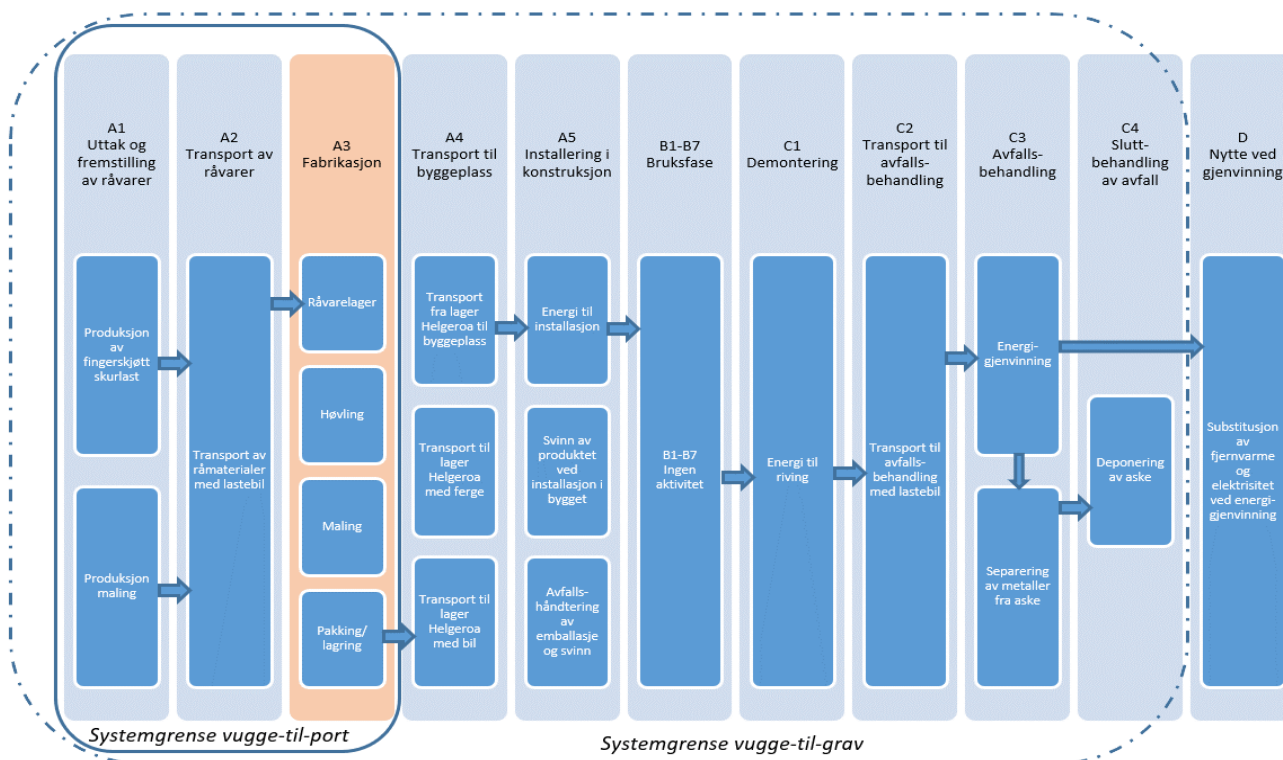 A1
Uttak og
fremstilling
av råvarer
A2
Transport av
råvarer
A3
Fabrikasjon
A4
Transport til
byggeplass
A5
Installering i
konstruksjon
B1-B7
Bruksfase
C1
Demontering
C2
Transport til
avfalls-
behandling
C3
Avfalls-
behandling
C4
Slutt-
behandling
av avfall
D
Nytte ved
gjenvinning
Produksjon
av
fingerskjøtt
skurlast
Produksjon
maling
Transport av
råmaterialer
med lastebil
Råvarelager
Høvling
Maling
Pakking/
lagring
Transport
fra lager
Helgeroa til
byggeplass
Transport til
lager
Helgeroa
med ferge
Transport til
lager
Helgeroa
med bil
Energi til
installasjon
Svinn av
produktet ved
installasjon i
bygget
Avfalls-
håndtering
av
emballasje
og svinn
B1-B7
Ingen
aktivitet
Energi til
riving
Transport til
avfalls-
behandling
med lastebil
Energi-
gjenvinning
Separering
av metaller
fra aske
Deponering
av aske
Substitusjon
av
fjernvarme
og
elektrisitet
ved energi-
gjenvinning
Systemgrense vugge-til-port
Systemgrense vugge-til-grav